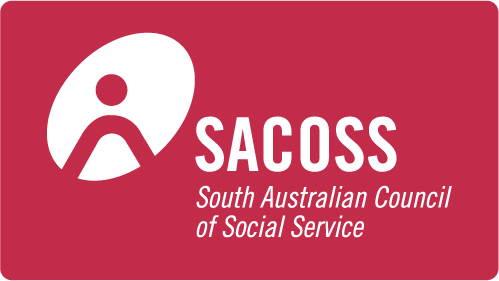 SACOSS
South Australian Council
of Social Service